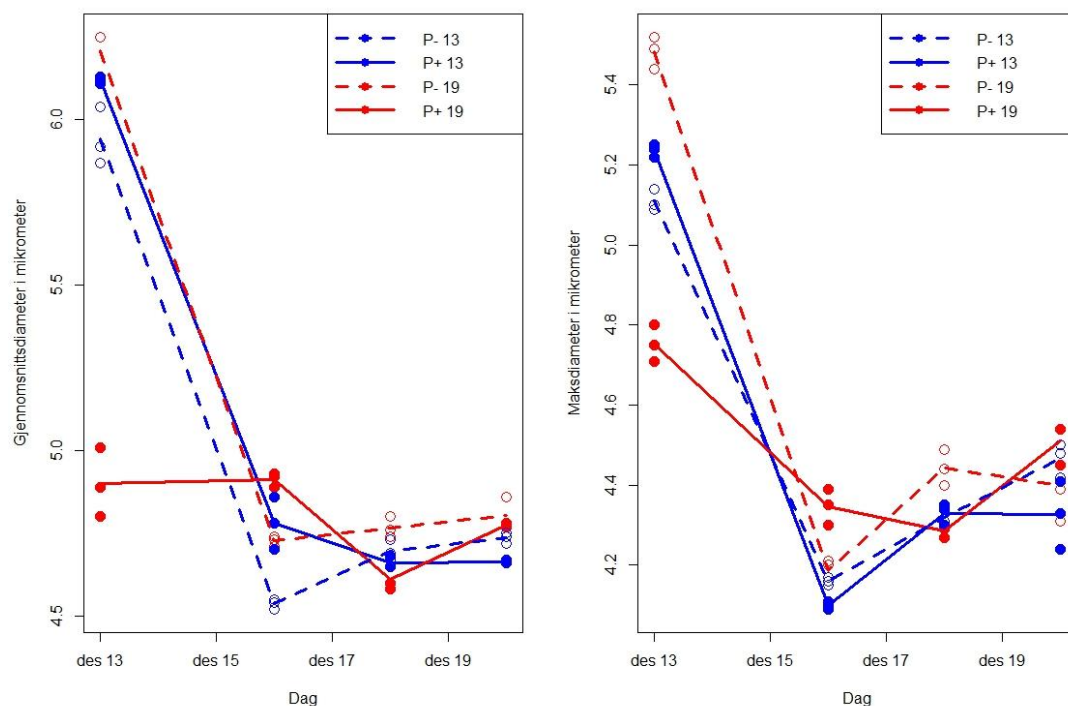 P- 13
P+ 13
P- 19
P+ 19
Gjennomsnittsdiameter i mikrometer
6.0
5.5
5.0
4.5
des 13
des 15
des 17
des 19
Dag
P- 13
P+ 13
P- 19
P+ 19
Maksdiameter i mikrometer
5.4
5.2
5.0
4.8
4.6
4.4
4.2
des 13
des 15
des 17
des 19
Dag